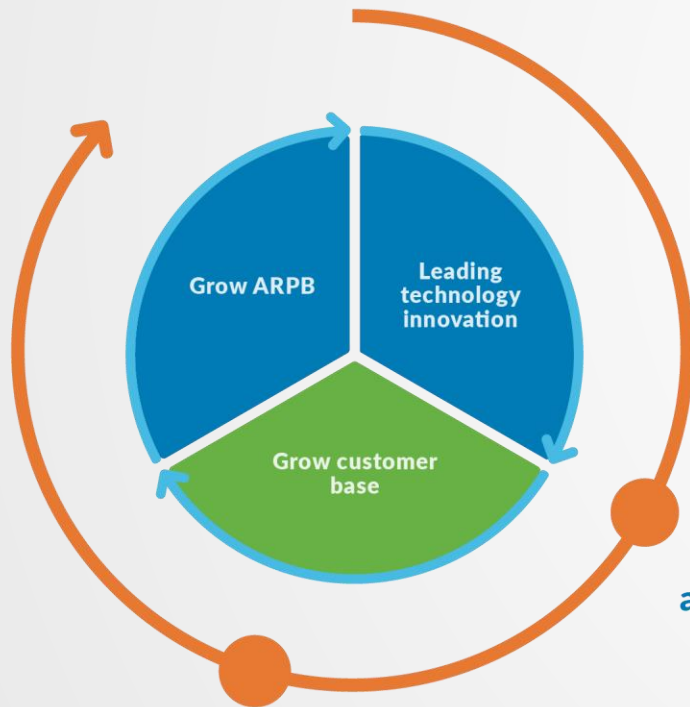 Grow ARPB
Leading
technology
innovation
Grow customer
base
a